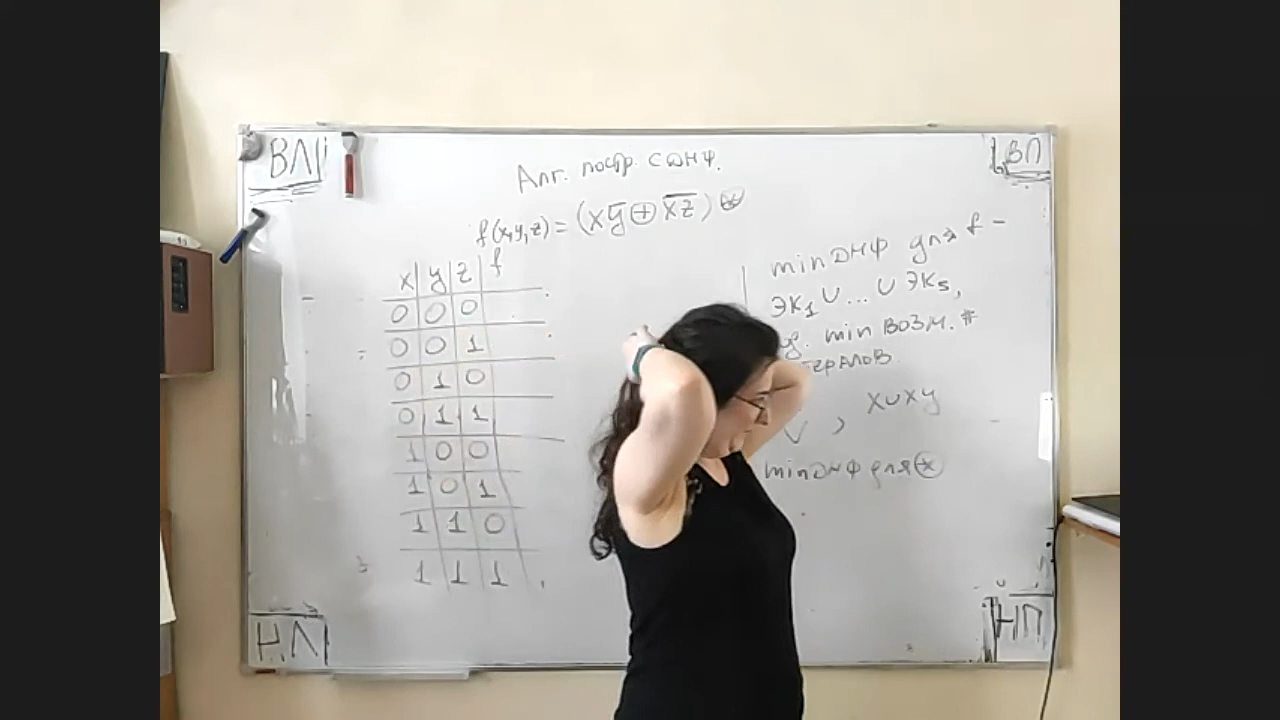 ВЛ
ВП
Алг. постр. СДНФ.
f(x,y,z) = (xy̅ ⊕ x̅z̅) ⊛
x y z f
0 0 0
0 0 1
0 1 0
0 1 1
1 0 0
1 0 1
1 1 0
1 1 1
min ДНФ для f –
ЭК₁ ∪ ... ∪ ЭКₛ,
min возм. #
x∪xy
min ДНФ для ⊛
НЛ
НП